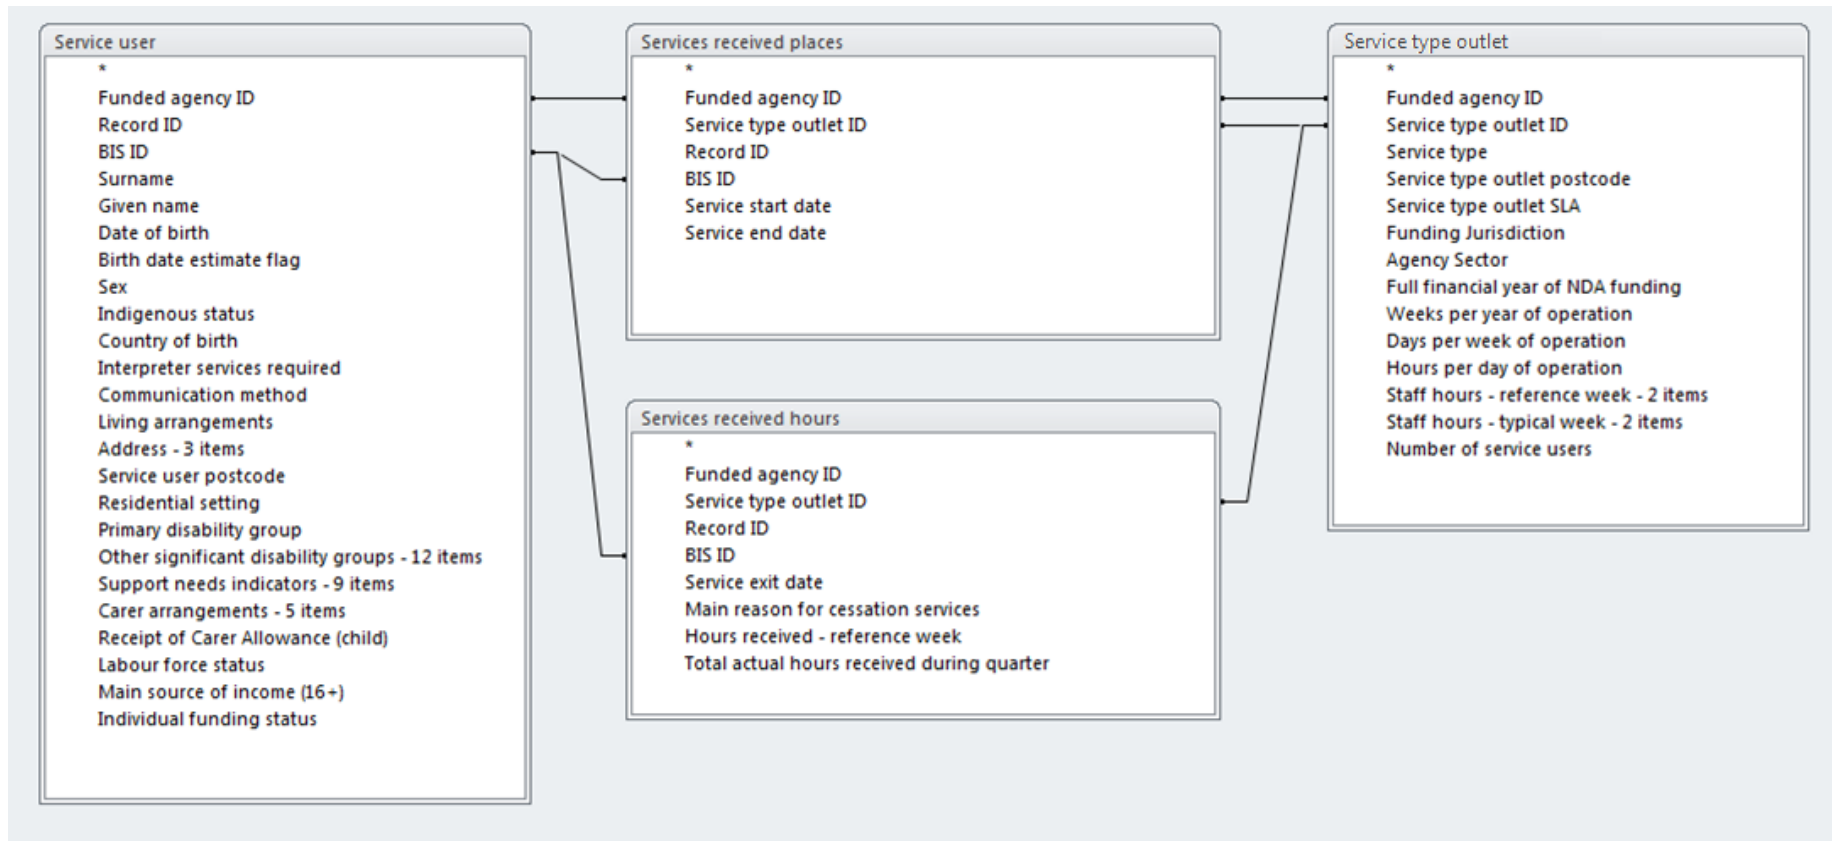 Service user
*
Funded agency ID
Record ID
BIS ID
Surname
Given name
Date of birth
Birth date estimate flag
Sex
Indigenous status
Country of birth
Interpreter services required
Communication method
Living arrangements
Address - 3 items
Service user postcode
Residential setting
Primary disability group
Other significant disability groups - 12 items
Support needs indicators - 9 items
Carer arrangements - 5 items
Receipt of Carer Allowance (child)
Labour force status
Main source of income (16+)
Individual funding status
Services received places
*
Funded agency ID
Service type outlet ID
Record ID
BIS ID
Service start date
Service end date
Services received hours
*
Funded agency ID
Service type outlet ID
Record ID
BIS ID
Service exit date
Main reason for cessation services
Hours received - reference week
Total actual hours received during quarter
Service type outlet
*
Funded agency ID
Service type outlet ID
Service type
Service type outlet postcode
Service type outlet SLA
Funding Jurisdiction
Agency Sector
Full financial year of NDA funding
Weeks per year of operation
Days per week of operation
Hours per day of operation
Staff hours - reference week - 2 items
Staff hours - typical week - 2 items
Number of service users